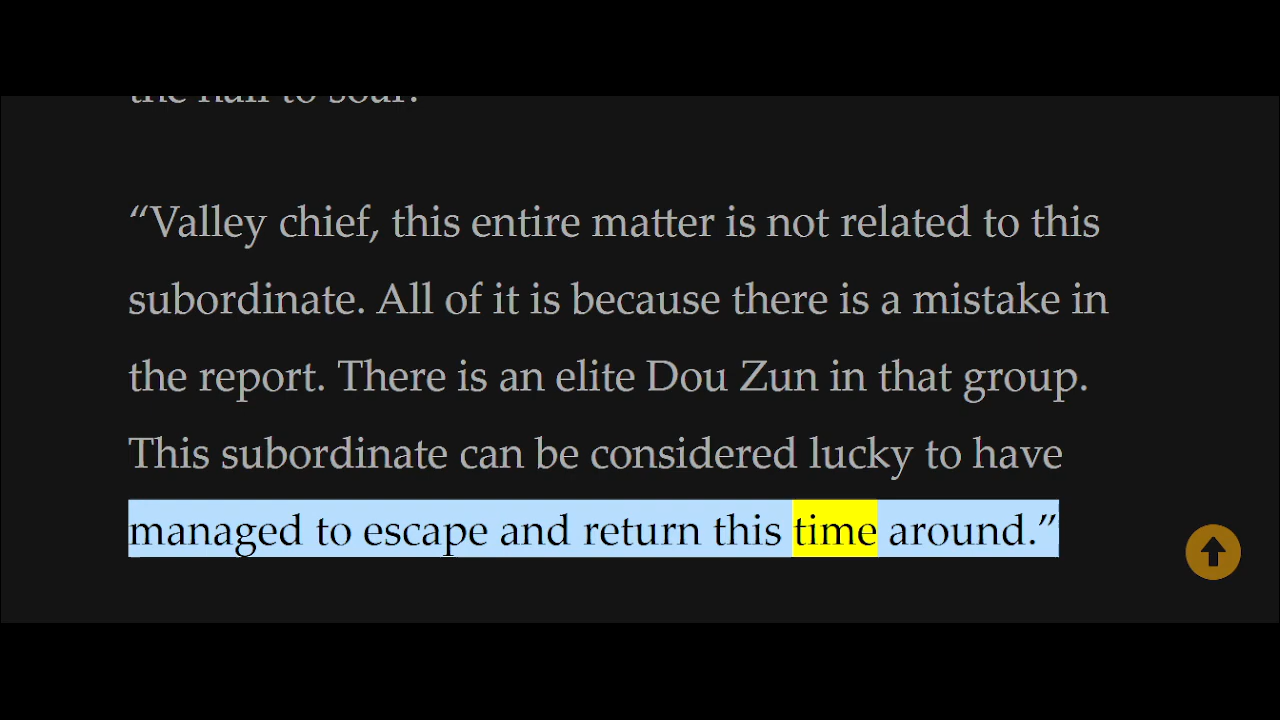 “Valley chief, this entire matter is not related to this
subordinate. All of it is because there is a mistake in
the report. There is an elite Dou Zun in that group.
This subordinate can be considered lucky to have
managed to escape and return this time around.”